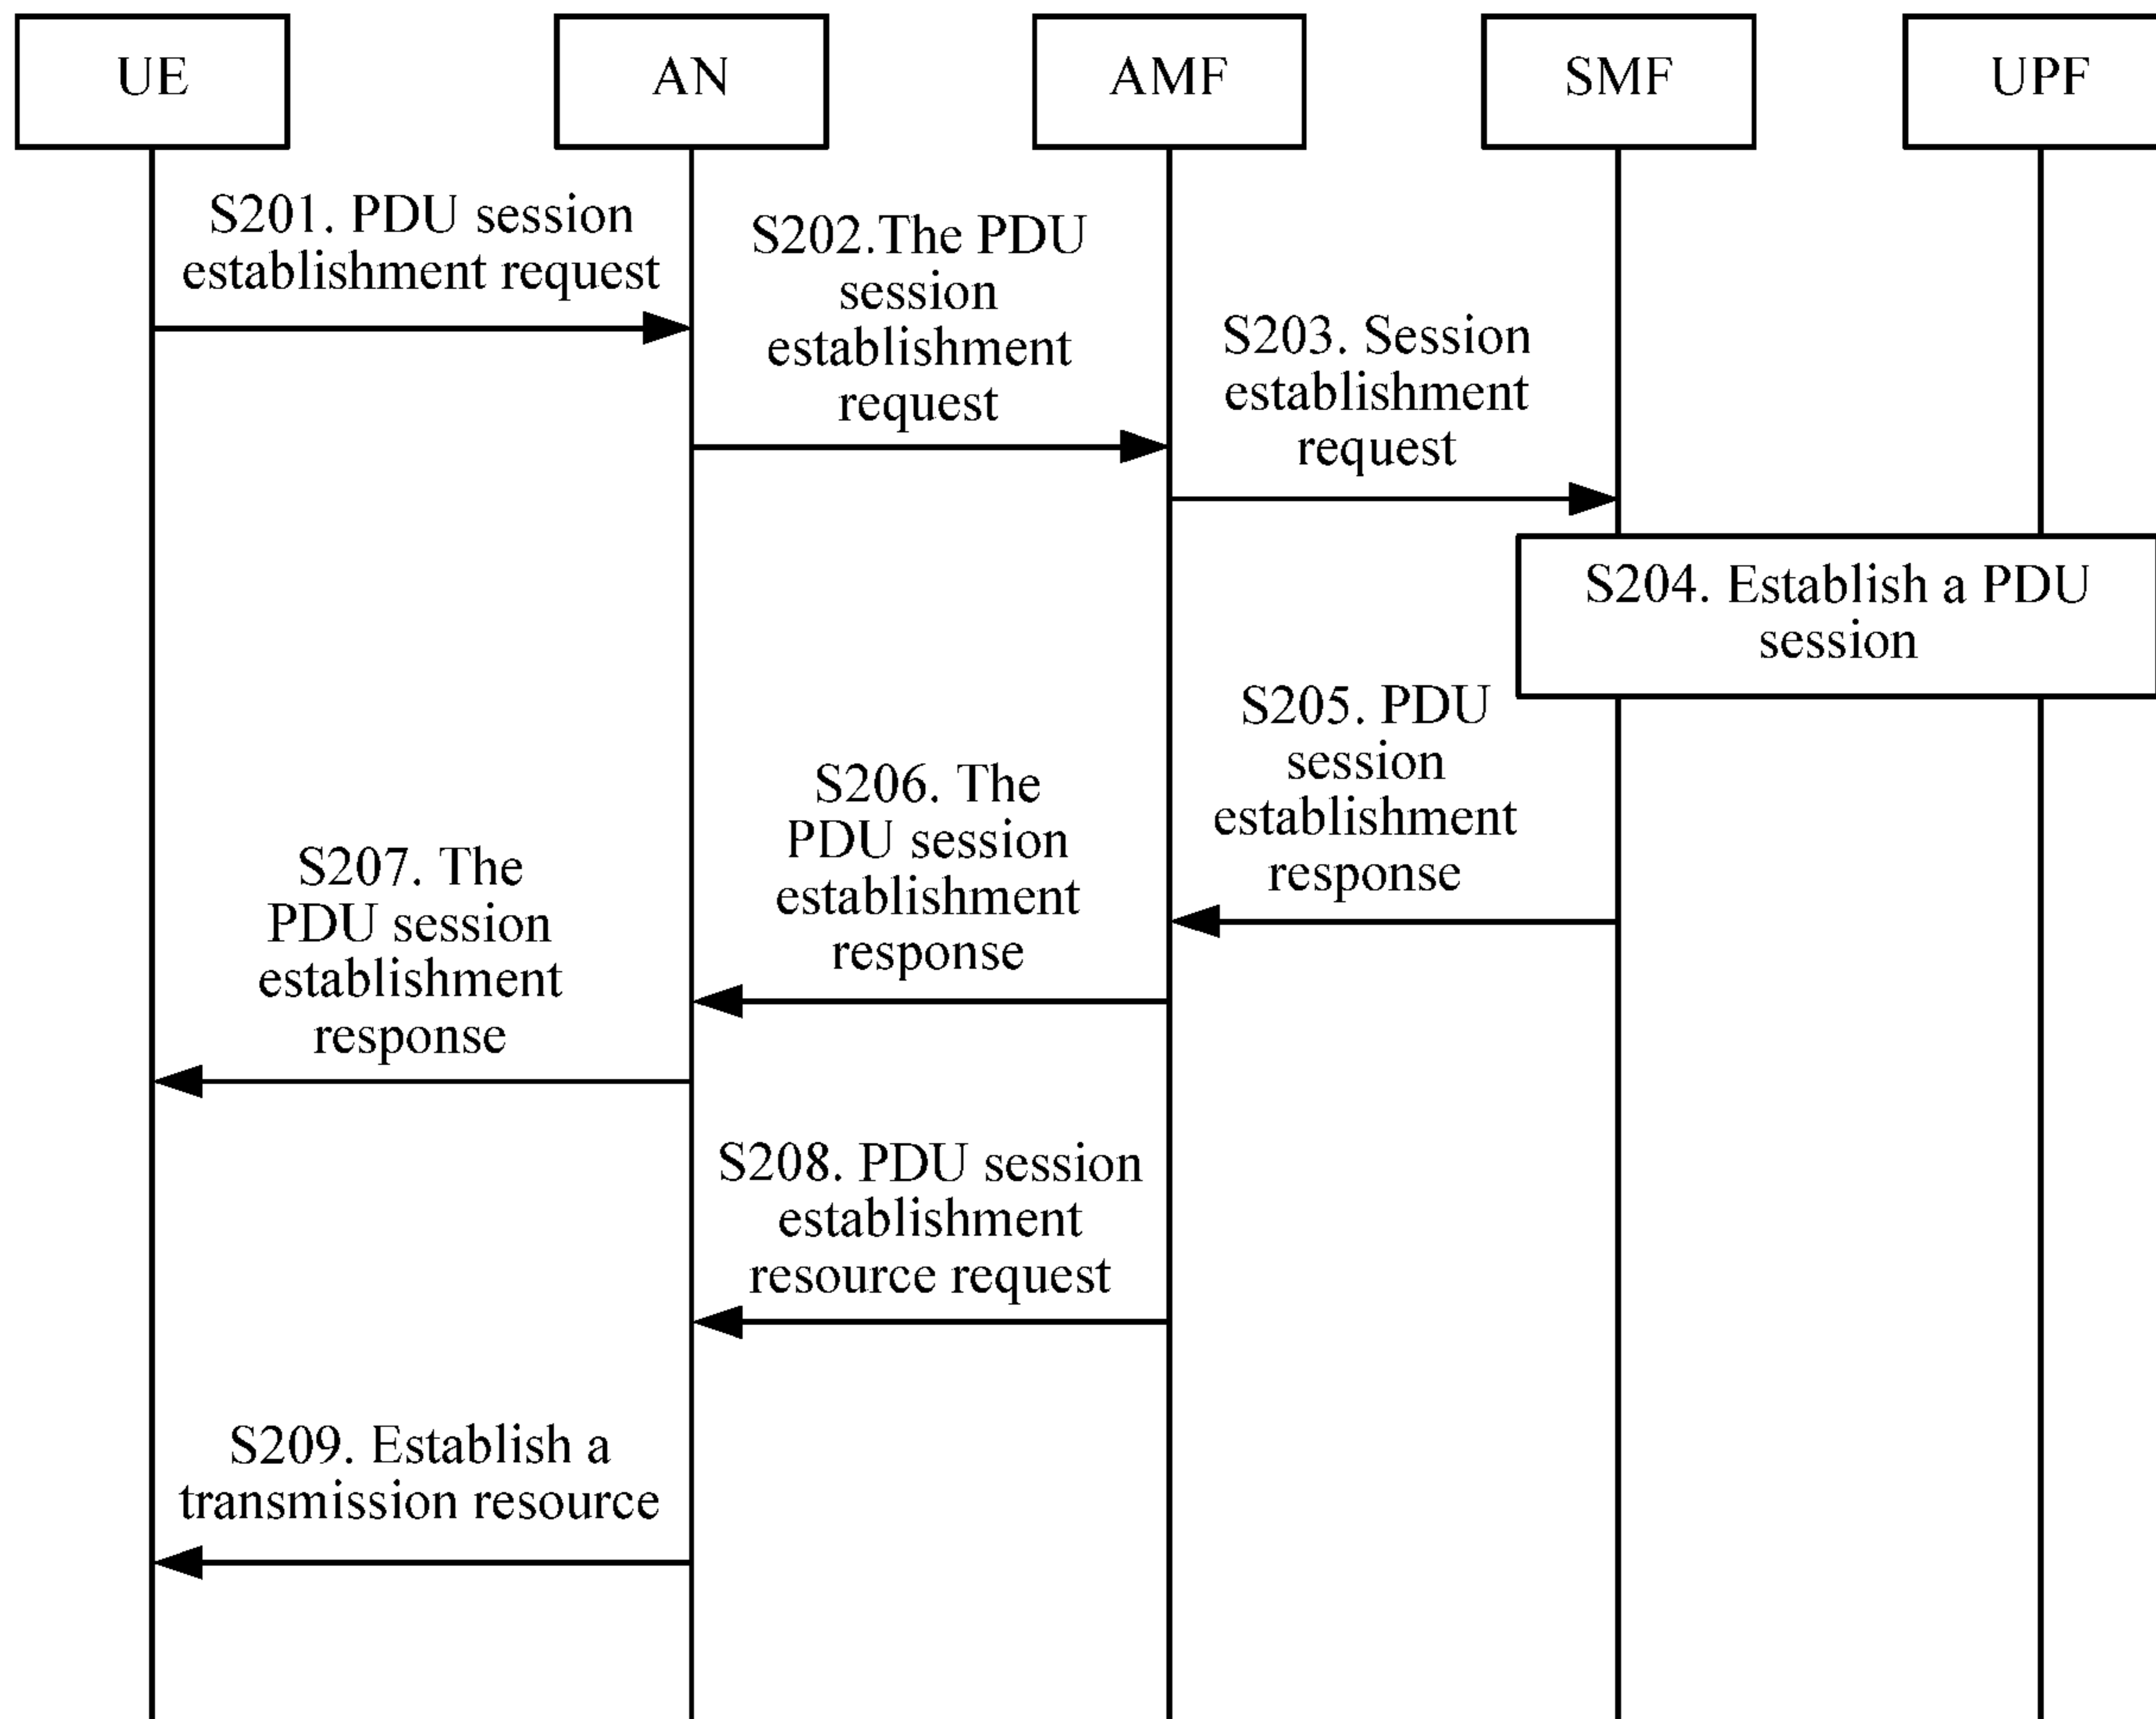 UE
AN
AMF
SMF
UPF
S201. PDU session
establishment request
S202.The PDU
session
establishment
request
S203. Session
establishment
request
S204. Establish a PDU
session
S205. PDU
session
establishment
response
S206. The
PDU session
establishment
response
S207. The
PDU session
establishment
response
S208. PDU session
establishment
resource request
S209. Establish a
transmission resource